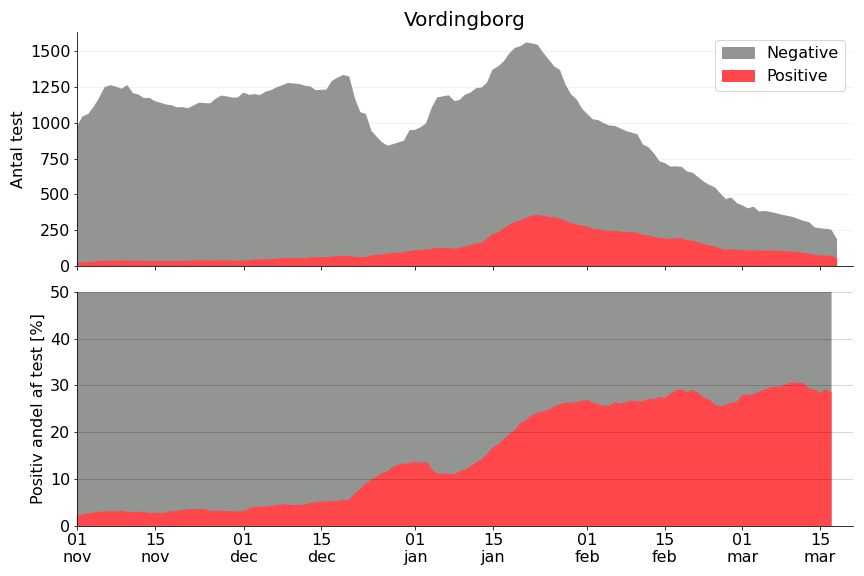 Vordingborg
Antal test
1500
1250
1000
750
500
250
0
Negative
Positive
Positiv andel af test [%]
50
40
30
20
10
0
01 15 01 15 01 15 01 15 01 15
nov nov dec dec jan jan feb feb mar mar